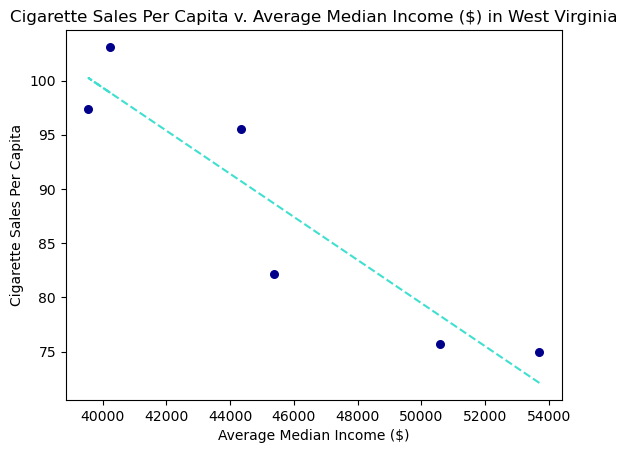 Cigarette Sales Per Capita v. Average Median Income ($) in West Virginia
Cigarette Sales Per Capita
100
95
90
85
80
75
40000 42000 44000 46000 48000 50000 52000 54000
Average Median Income ($)